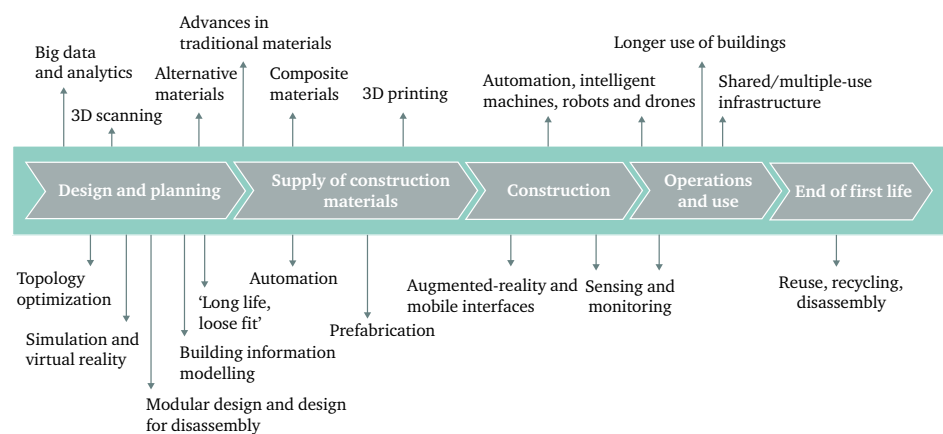 Advances in
traditional materials
Big data
and analytics
Alternative
materials
Composite
materials
3D scanning
3D printing
Automation, intelligent
machines, robots and drones
Longer use of buildings
Shared/multiple-use
infrastructure
Design and planning
Supply of construction
materials
Construction
Operations
and use
End of first life
Topology
optimization
Simulation and
virtual reality
Modular design and design
for disassembly
Building information
modelling
‘Long life,
loose fit’
Automation
Prefabrication
Augmented-reality and
mobile interfaces
Sensing and
monitoring
Reuse, recycling,
disassembly